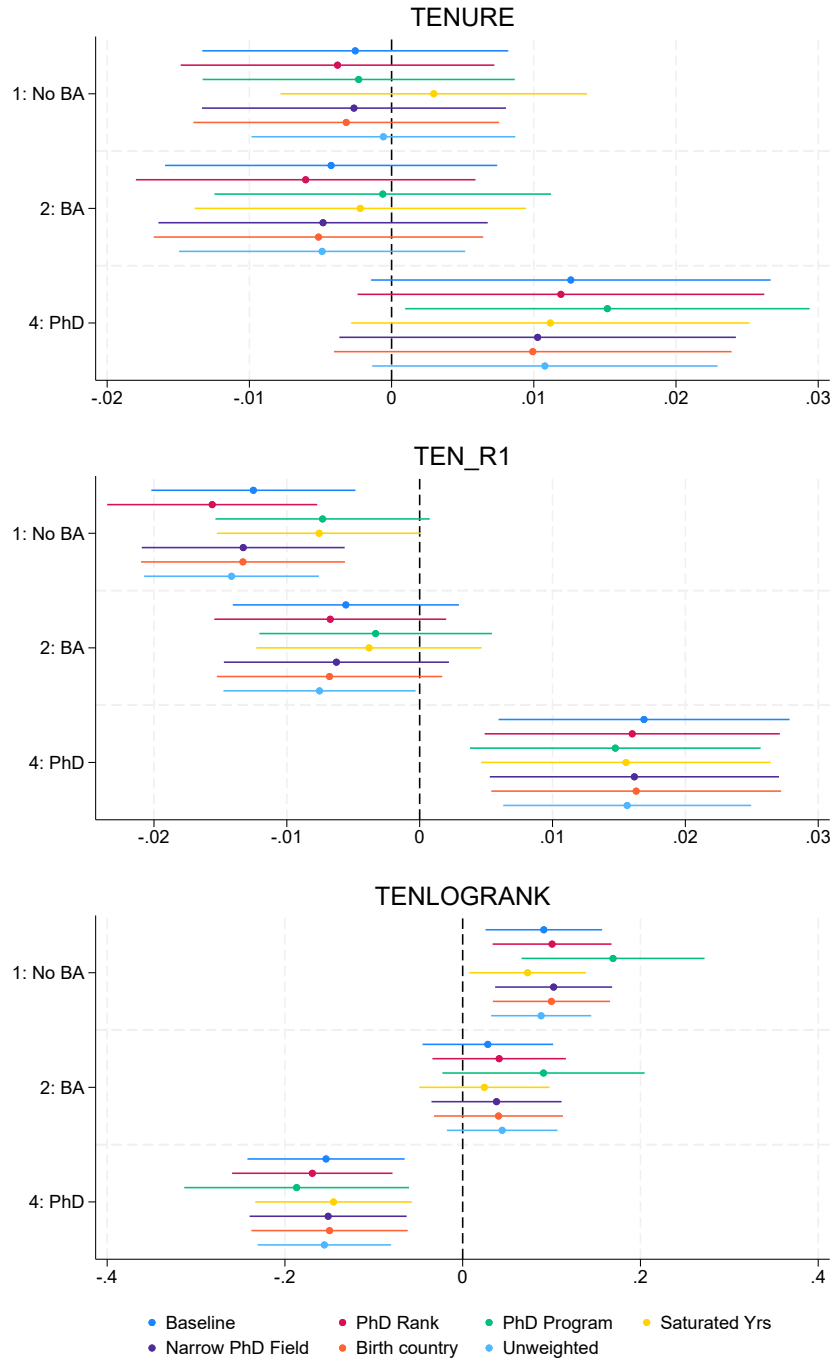 TENURE
1: No BA
2: BA
4: PhD
-.02 -.01 0 .01 .02 .03
TEN_R1
1: No BA
2: BA
4: PhD
-.02 -.01 0 .01 .02 .03
TENLOGRANK
1: No BA
2: BA
4: PhD
-.4 -.2 0 .2 .4
Baseline PhD Rank PhD Program Saturated Yrs
Narrow PhD Field Birth country Unweighted